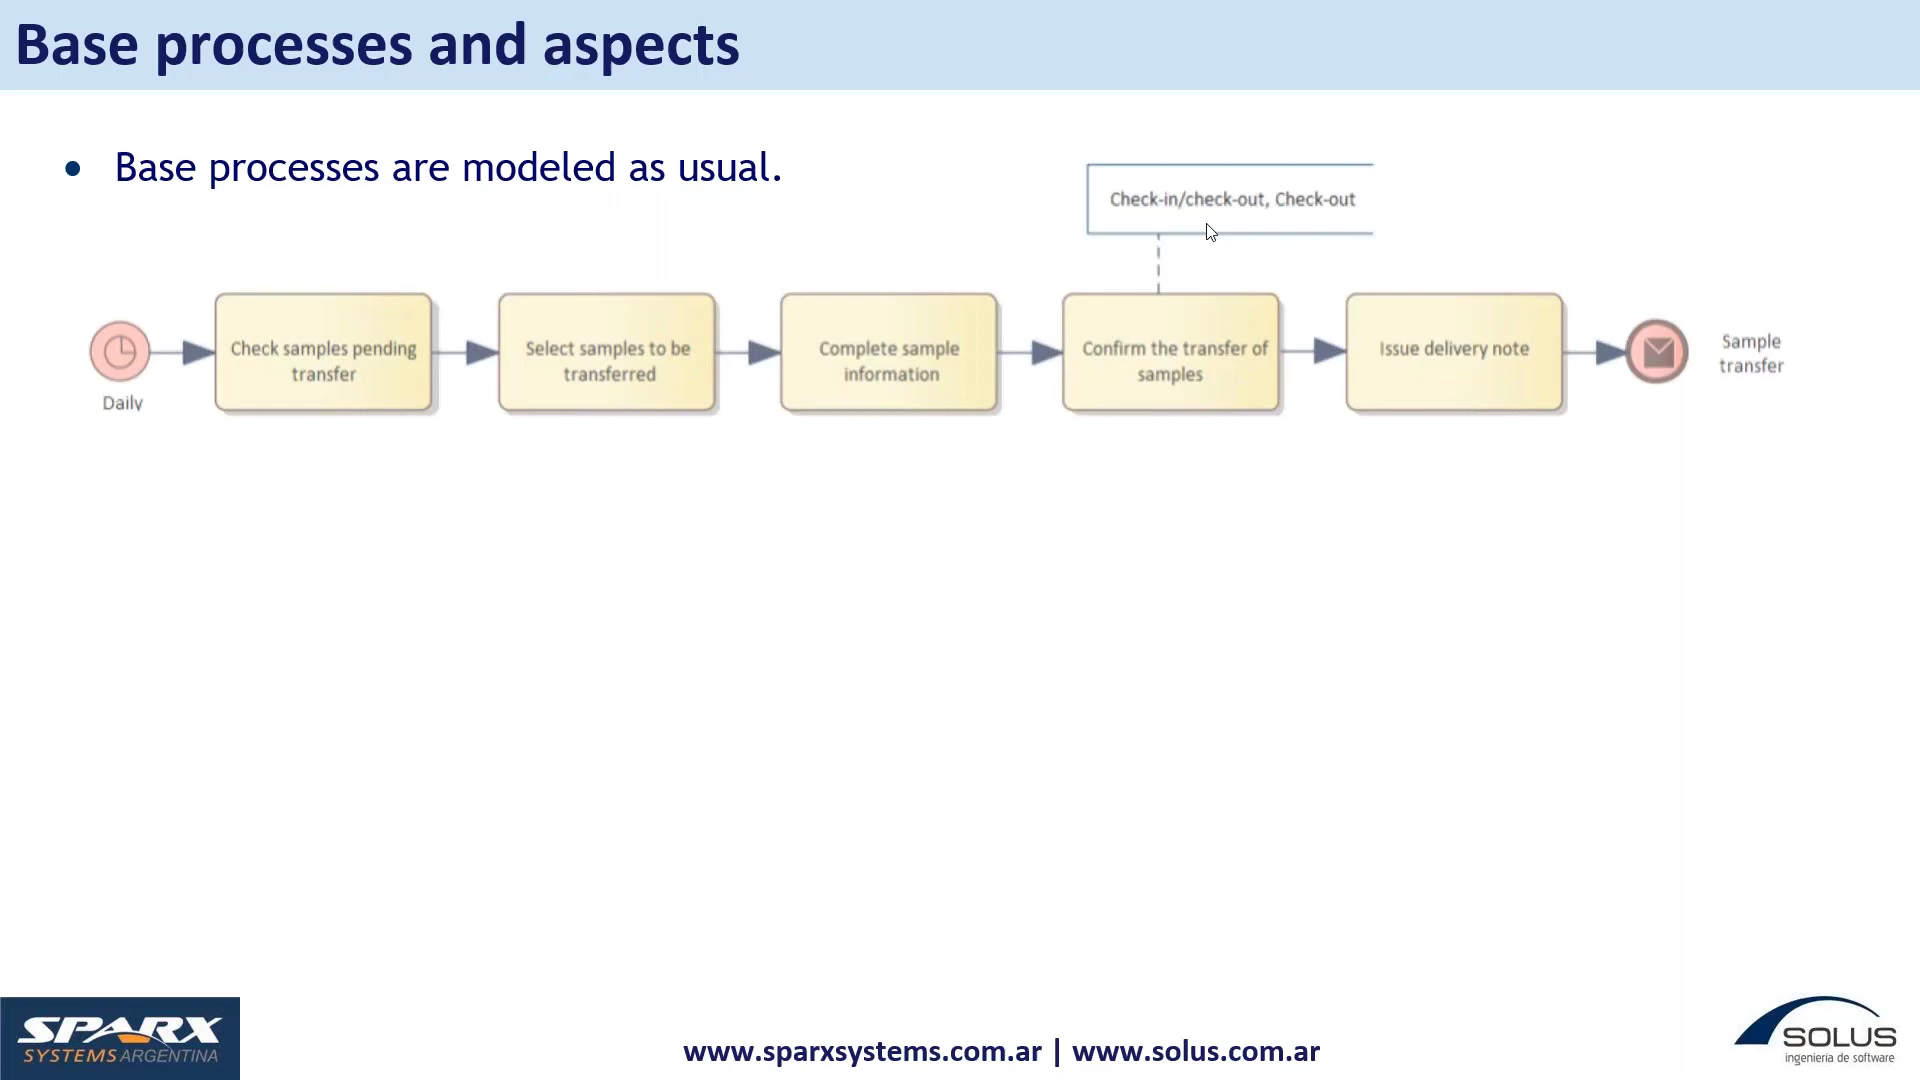 Base processes and aspects
• Base processes are modeled as usual.
Check-in/check-out, Check-out
Daily
Check samples pending
transfer
Select samples to be
transferred
Complete sample
information
Confirm the transfer of
samples
Issue delivery note
Sample
transfer
SPARX
SYSTEMS ARGENTINA
www.sparxsystems.com.ar | www.solus.com.ar
SOLUS
ingenieria de software